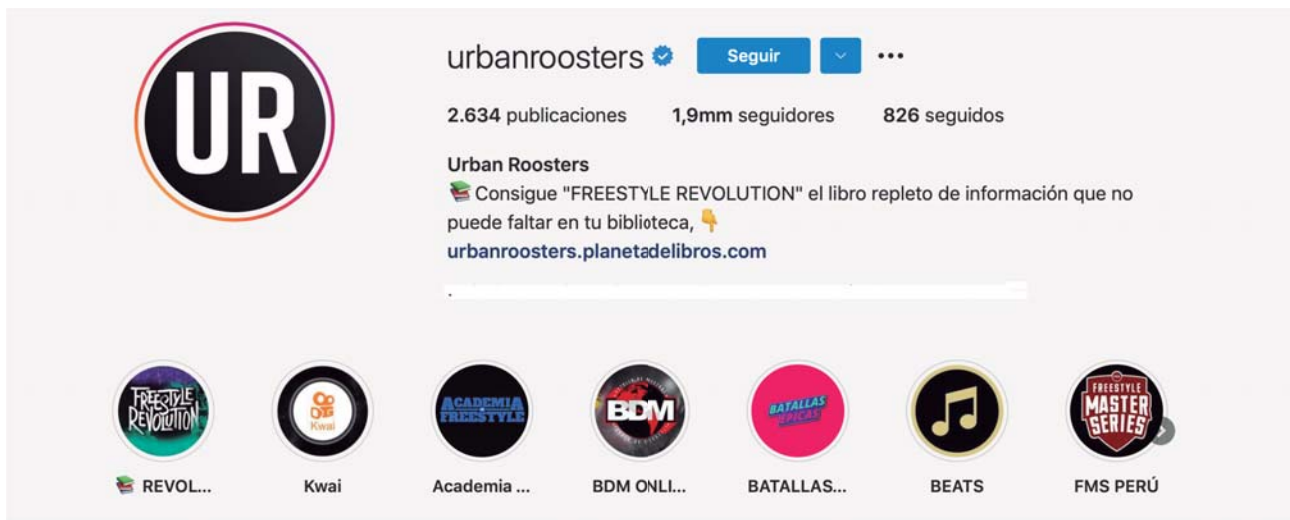 UR
urbanroosters
Seguir
2.634 publicaciones 1,9mm seguidores 826 seguidos
Urban Roosters
📚 Consigue "FREESTYLE REVOLUTION" el libro repleto de información que no
puede faltar en tu biblioteca, 👇
urbanroosters.planetadelibros.com
FREESTYLE
REVOLUTION
Kwai
ACADEMIA
FREESTYLE
BDM
BATALLAS
ÉPICAS
FREESTYLE
MASTER
SERIES
📚 REVOL...
Kwai
Academia ...
BDM ONLI...
BATALLAS...
BEATS
FMS PERÚ